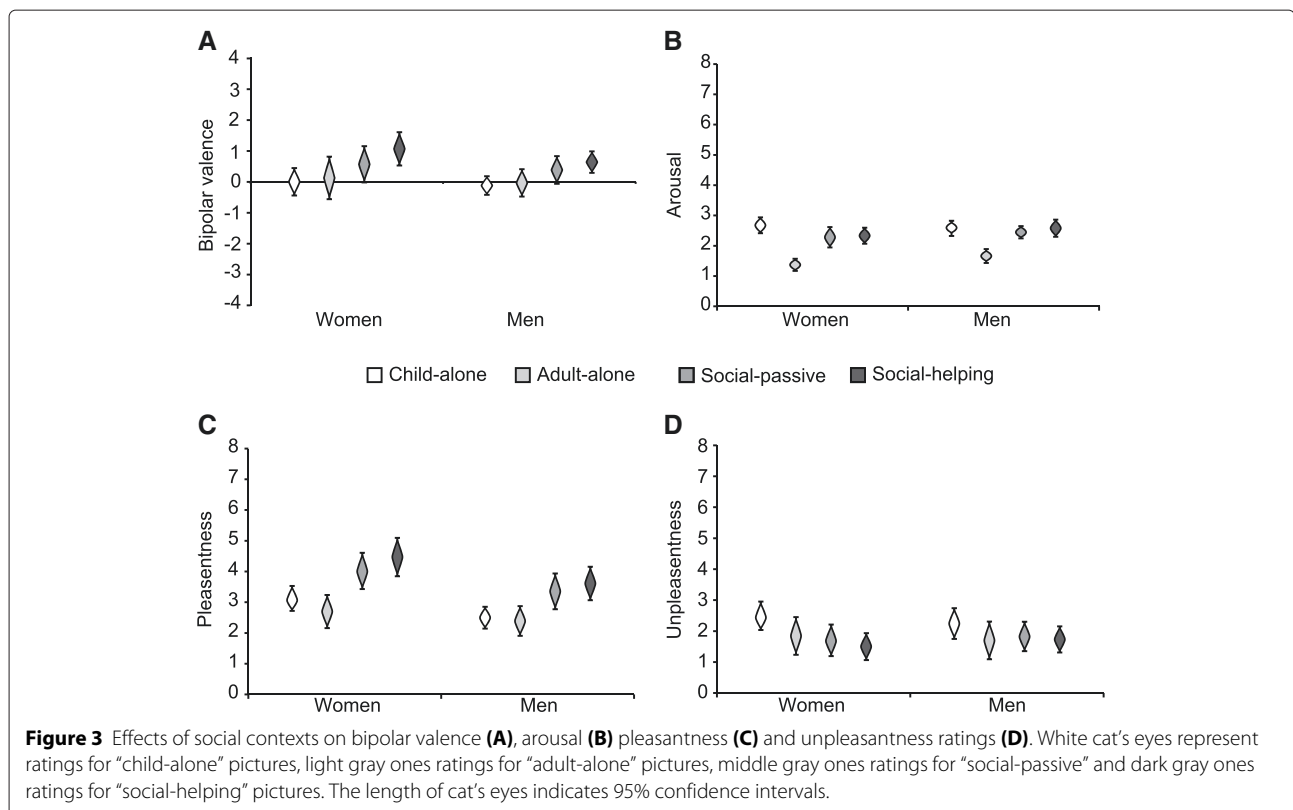 A
4
3
2
1
0
-1
-2
-3
-4
Bipolar valence
Women Men
B
8
7
6
5
4
3
2
1
0
Arousal
Women Men
Child-alone Adult-alone Social-passive Social-helping
C
8
7
6
5
4
3
2
1
0
Pleasentness
Women Men
D
8
7
6
5
4
3
2
1
0
Unpleasentness
Women Men
Figure 3 Effects of social contexts on bipolar valence (A), arousal (B) pleasantness (C) and unpleasantness ratings (D). White cat's eyes represent
ratings for “child-alone” pictures, light gray ones ratings for “adult-alone” pictures, middle gray ones ratings for “social-passive” and dark gray ones
ratings for “social-helping” pictures. The length of cat's eyes indicates 95% confidence intervals.